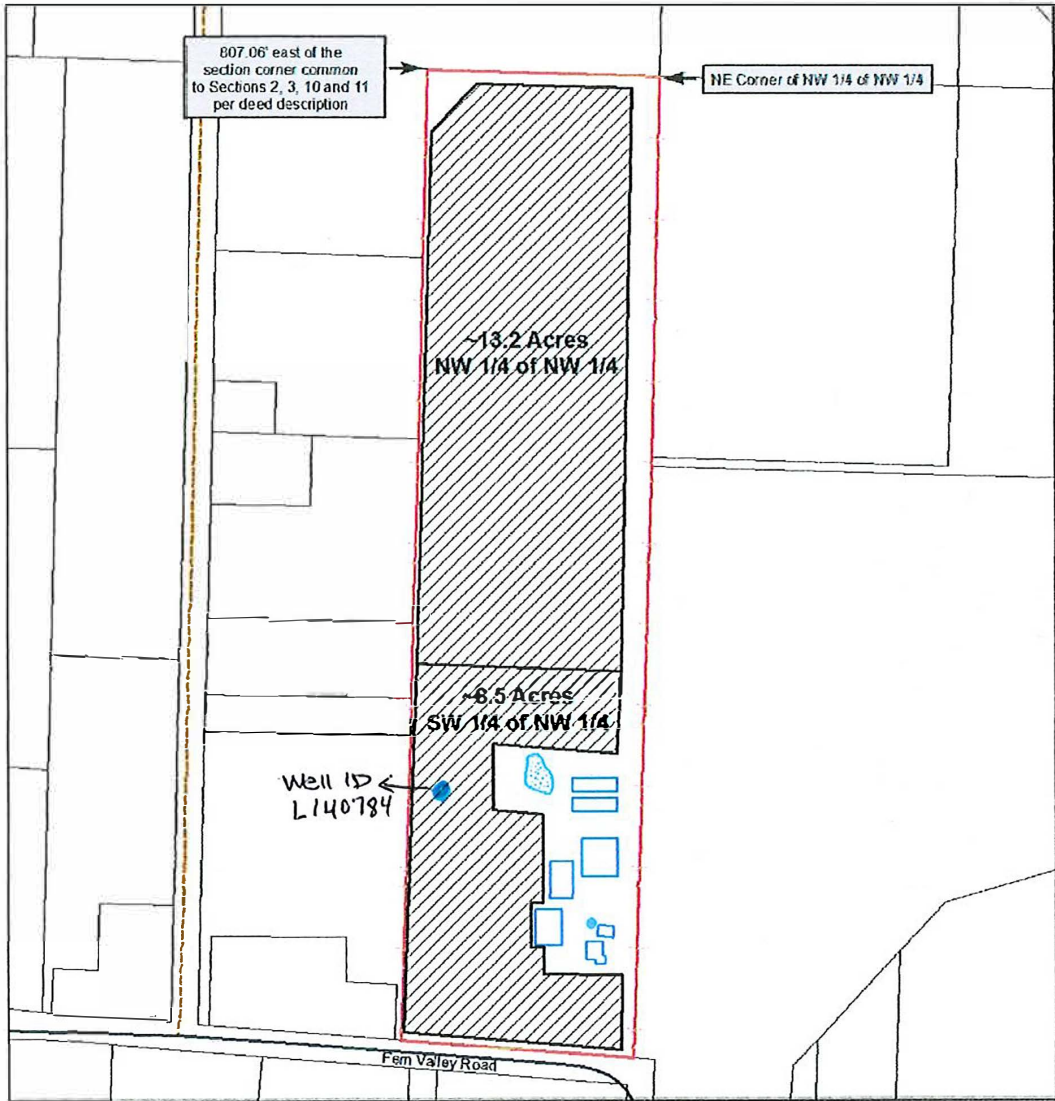 807.06' east of the
section corner common
to Sections 2, 3, 10 and 11
per deed description
NE Corner of NW 1/4 of NW 1/4
~13.2 Acres
NW 1/4 of NW 1/4
Acres
SW 1/4 of NW 1/4
Well ID
L140784
Fern Valley Road